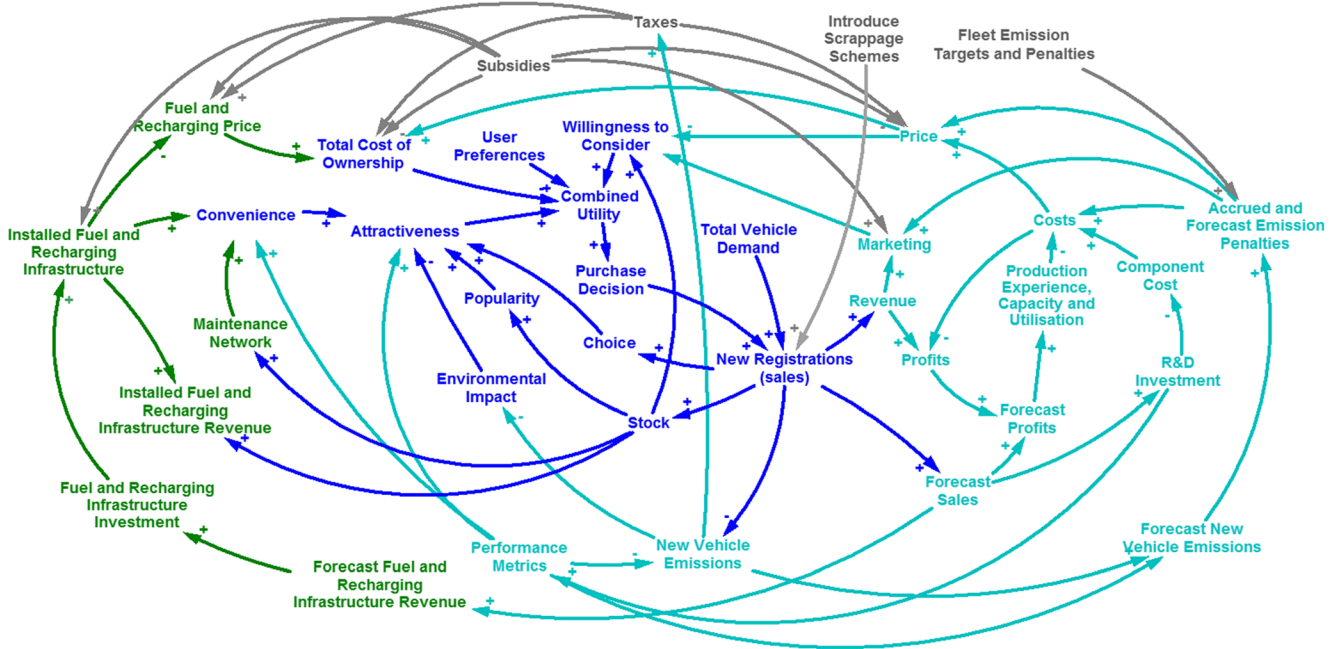 Taxes
Introduce
Scrappage
Schemes
Fleet Emission
Targets and Penalties
Subsidies
Fuel and
Recharging Price
Total Cost of
Ownership
User
Preferences
Willingness to
Consider
Price
Combined
Utility
Convenience
Attractiveness
Installed Fuel and
Recharging
Infrastructure
Total Vehicle
Demand
Marketing
Costs
Accrued and
Forecast Emission
Penalties
Purchase
Decision
Production
Experience,
Capacity and
Utilisation
Component
Cost
Popularity
Revenue
Maintenance
Network
Choice
New Registrations
(sales)
Profits
R&D
Investment
Environmental
Impact
Installed Fuel and
Recharging
Infrastructure Revenue
Stock
Forecast
Profits
Fuel and Recharging
Infrastructure
Investment
Forecast
Sales
Performance
Metrics
New Vehicle
Emissions
Forecast New
Vehicle Emissions
Forecast Fuel and
Recharging
Infrastructure Revenue